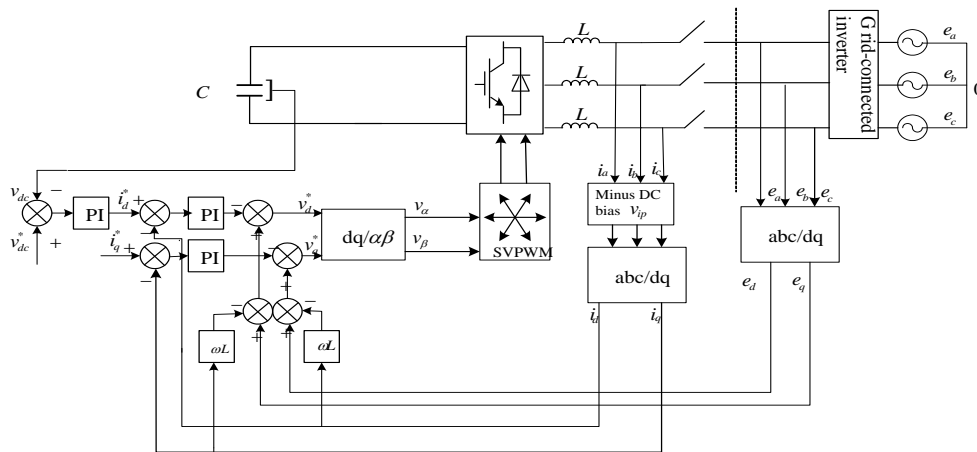 L
L
L
C
G rid-connected
inverter
e_a
e_b
e_c
0
i_a
i_b
i_c
Minus DC
bias v_ip
abc/dq
i_d
i_q
e_a
e_b
e_c
abc/dq
e_d
e_q
v_dc
−
v_dc^*
+
PI
i_d^*
+
−
PI
−
+
v_d^*
i_q^*
+
−
PI
−
+
v_q^*
dq/αβ
v_α
v_β
SVPWM
−
+
−
+
ωL
ωL